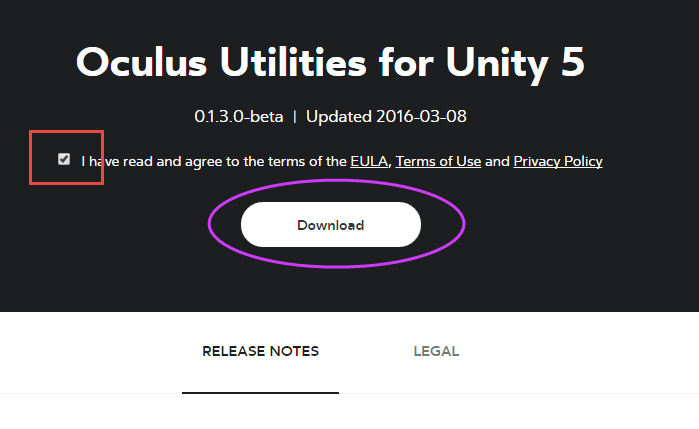 Oculus Utilities for Unity 5
0.1.3.0-beta | Updated 2016-03-08
I have read and agree to the terms of the EULA, Terms of Use and Privacy Policy
Download
RELEASE NOTES LEGAL